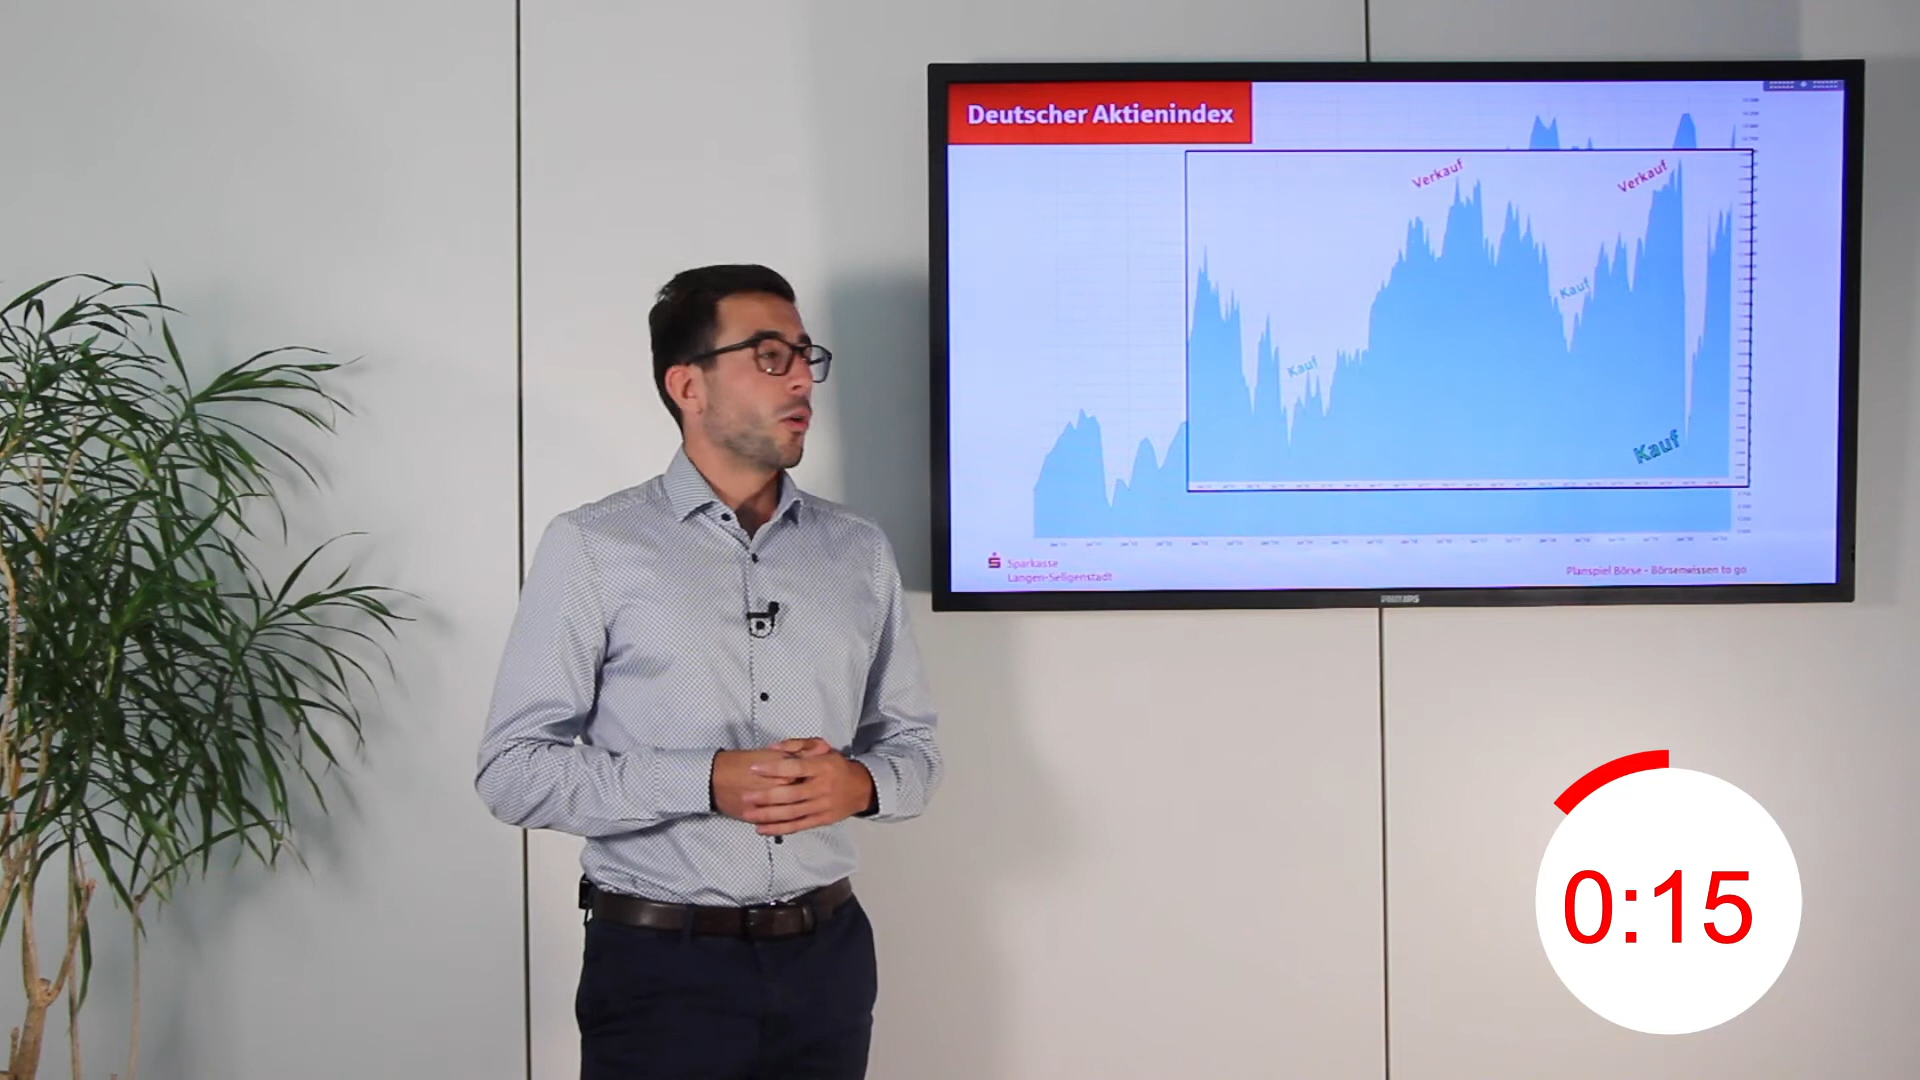 Deutscher Aktienindex
Verkauf
Verkauf
Kauf
Kauf
Kauf
Sparkasse
Langen-Seligenstadt
Planspiel Börse - Börsenwissen to go
PHILIPS
0:15